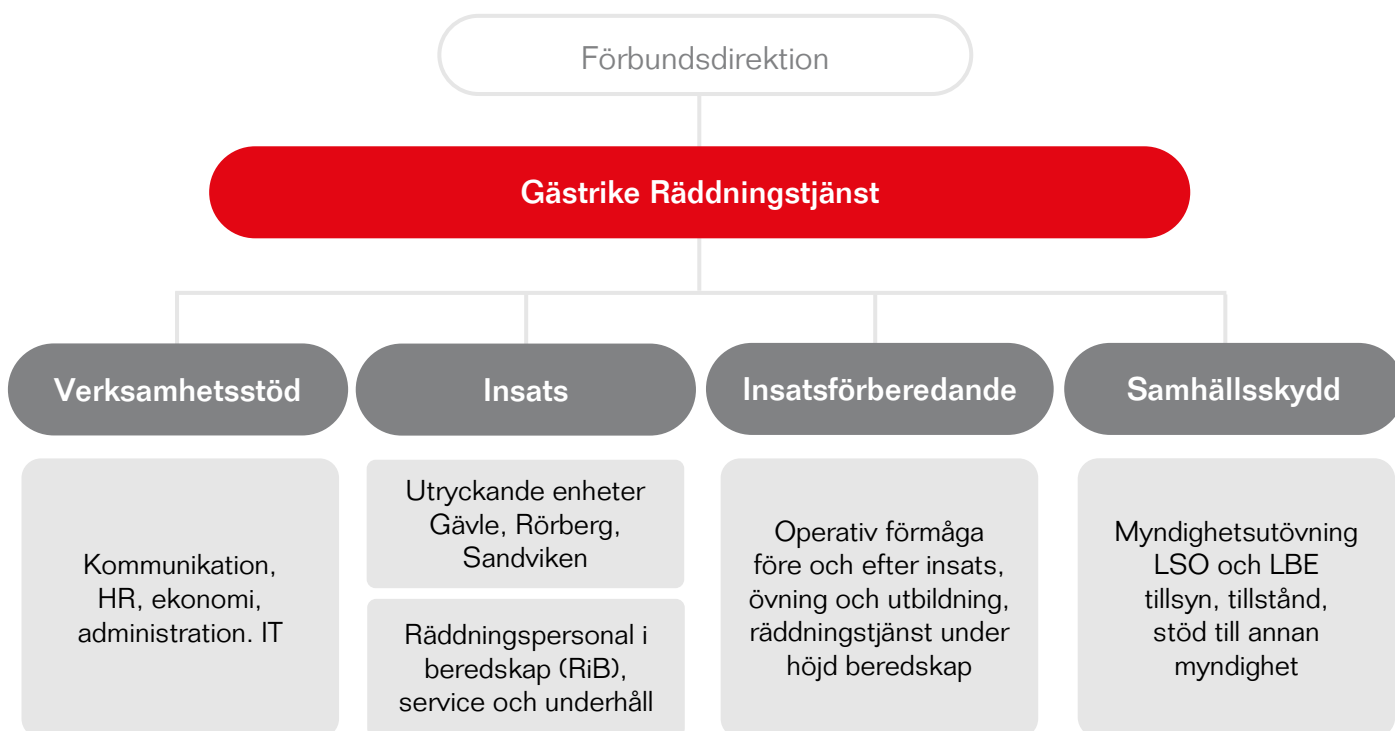 Förbundsdirektion
Gästrike Räddningstjänst
Verksamhetsstöd
Kommunikation,
HR, ekonomi,
administration. IT
Insats
Utryckande enheter
Gävle, Rörberg,
Sandviken
Räddningspersonal i
beredskap (RiB),
service och underhåll
Insatsförberedande
Operativ förmåga
före och efter insats,
övning och utbildning,
räddningstjänst under
höjd beredskap
Samhällsskydd
Myndighetsutövning
LSO och LBE
tillsyn, tillstånd,
stöd till annan
myndighet